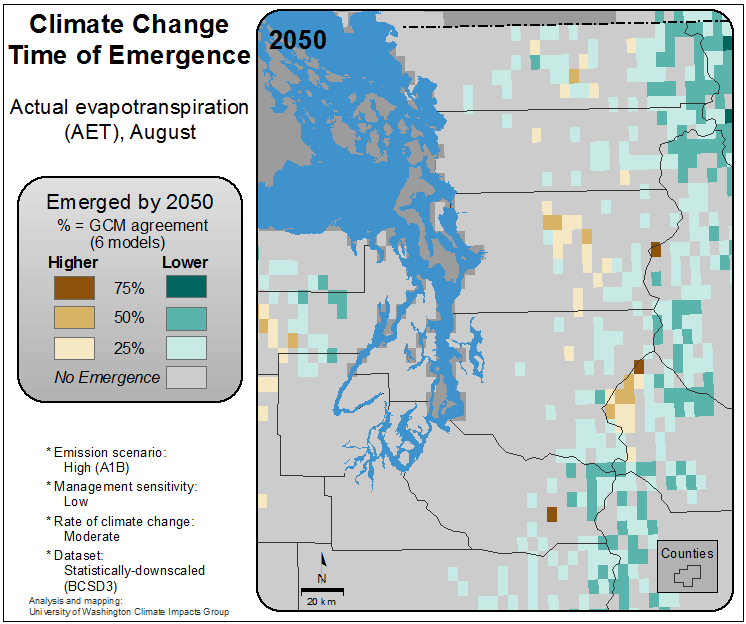 Climate Change
Time of Emergence
Actual evapotranspiration
(AET), August
Emerged by 2050
% = GCM agreement
(6 models)
Higher Lower
75%
50%
25%
No Emergence
* Emission scenario:
High (A1B)
* Management sensitivity:
Low
* Rate of climate change:
Moderate
* Dataset:
Statistically-downscaled
(BCSD3)
Analysis and mapping:
University of Washington Climate Impacts Group
2050
N
20 km
Counties